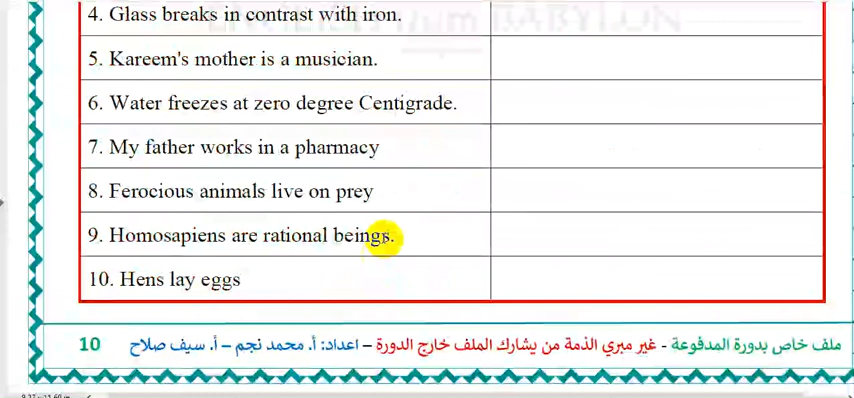 4. Glass breaks in contrast with iron.
5. Kareem's mother is a musician.
6. Water freezes at zero degree Centigrade.
7. My father works in a pharmacy
8. Ferocious animals live on prey
9. Homosapiens are rational beings.
10. Hens lay eggs
ملف خاص بدورة المدفوعة - غير مبري الذمة من يشارك الملف خارج الدورة – اعداد: أ. محمد نجم – أ. سيف صلاح 10